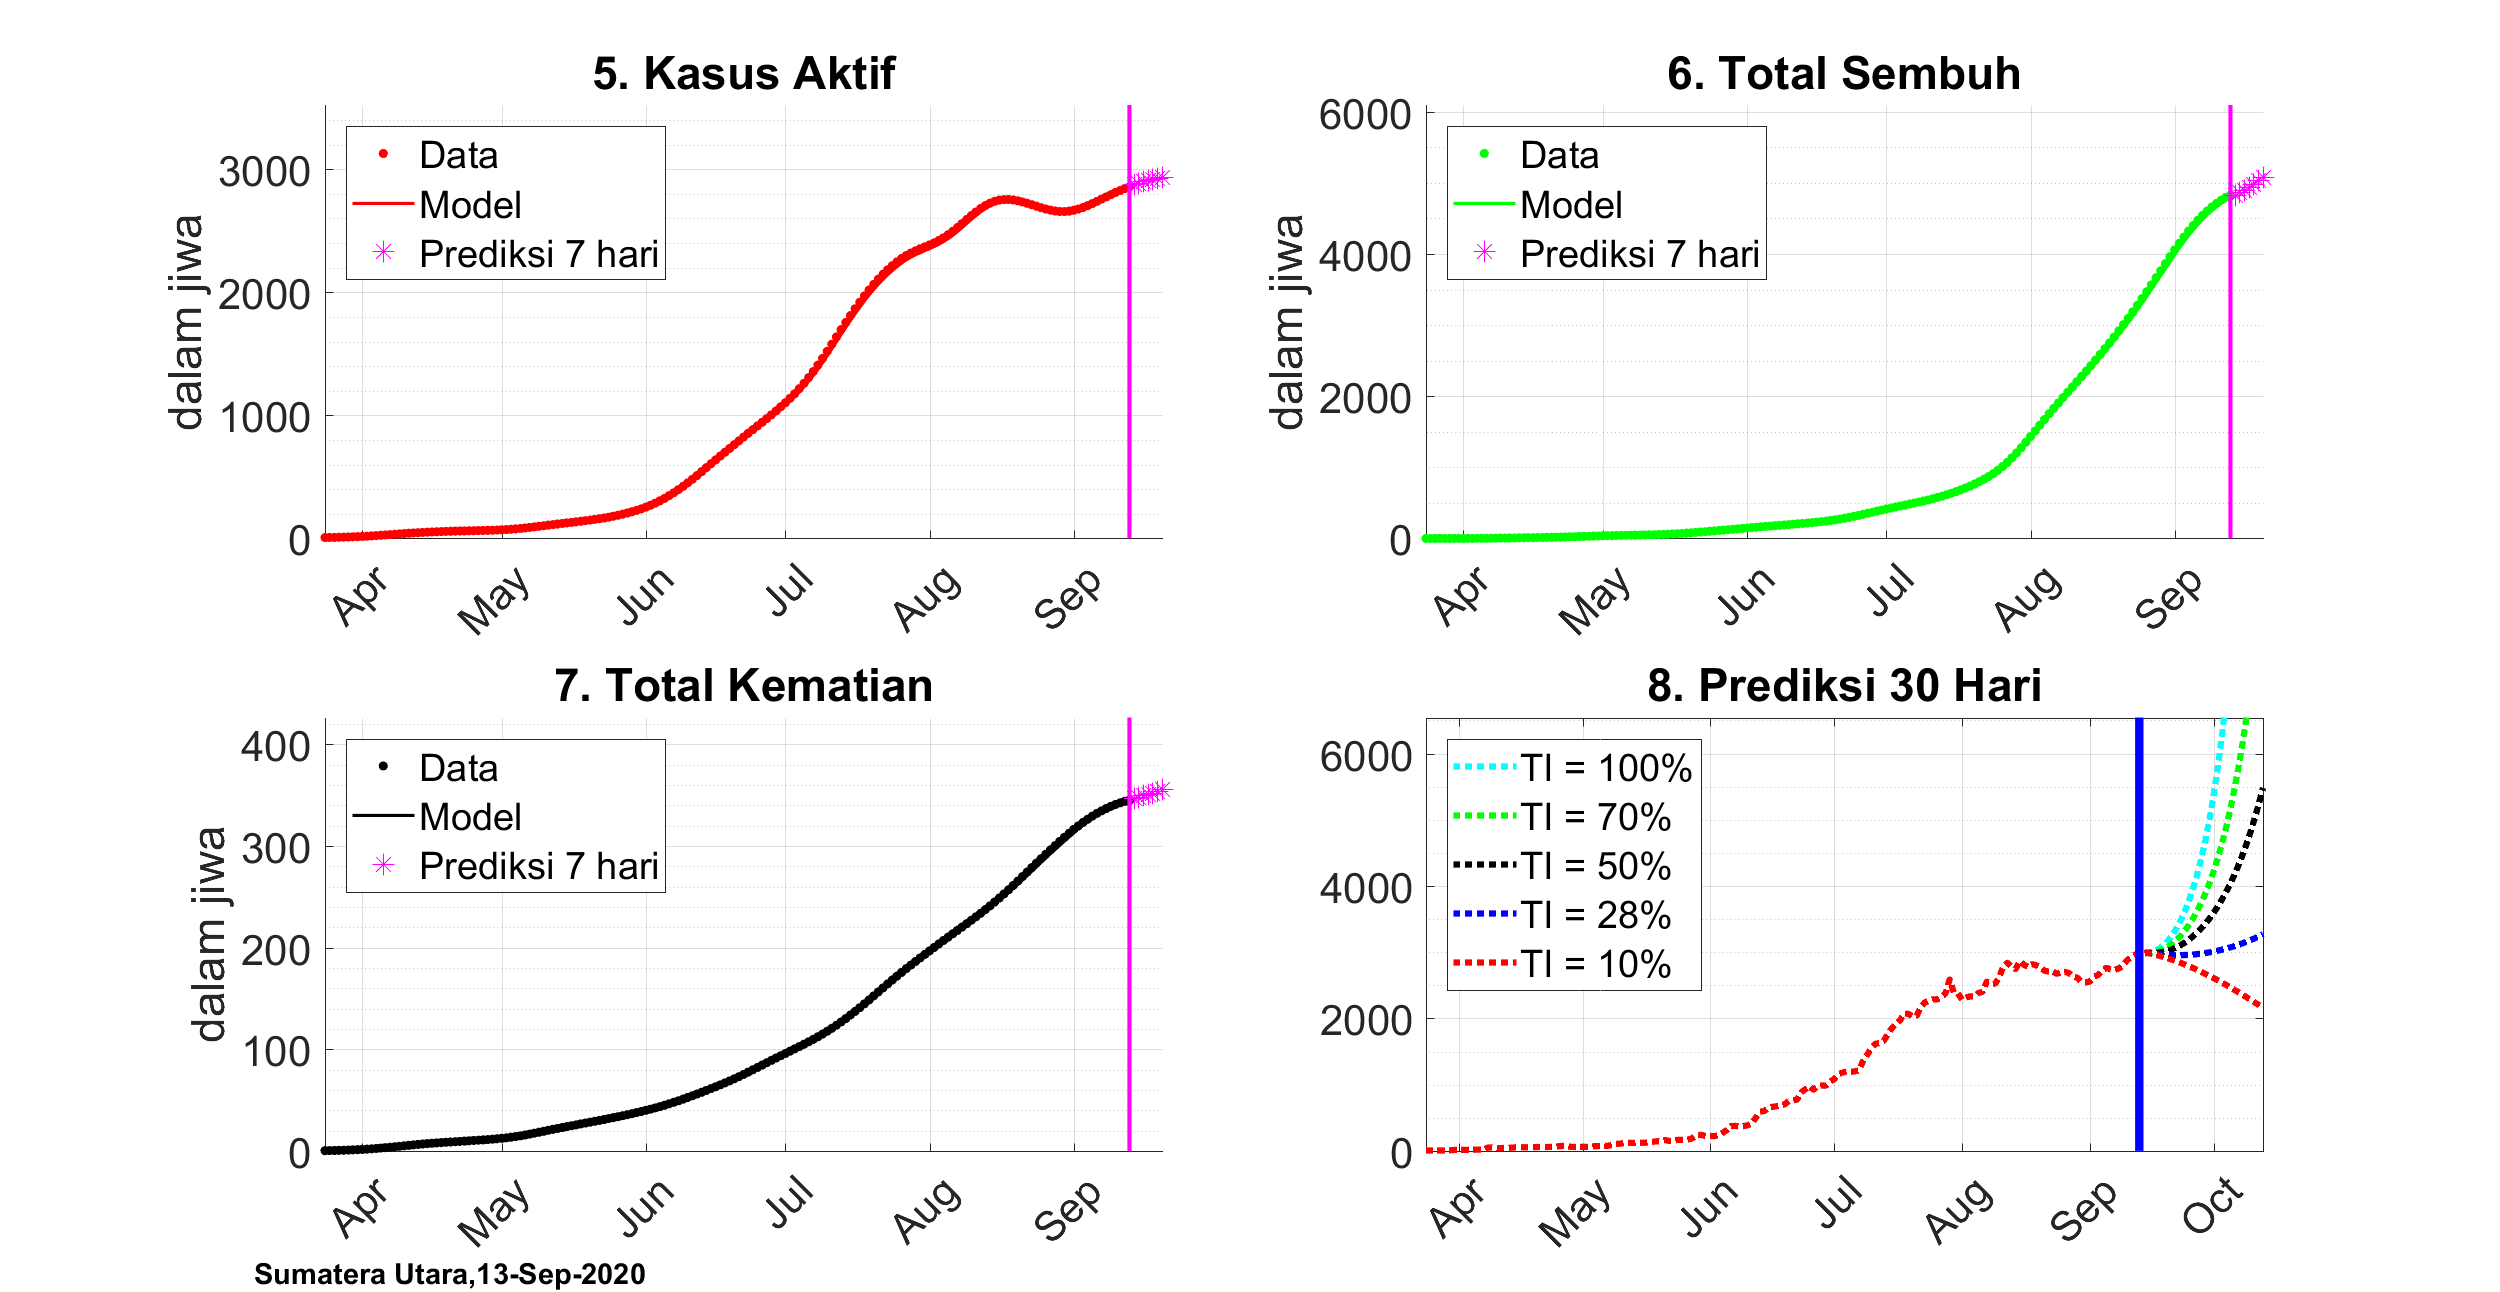 5. Kasus Aktif
dalam jiwa
3000
2000
1000
0
Data
Model
Prediksi 7 hari
Apr
May
Jun
Jul
Aug
Sep
6. Total Sembuh
dalam jiwa
6000
4000
2000
0
Data
Model
Prediksi 7 hari
Apr
May
Jun
Jul
Aug
Sep
7. Total Kematian
dalam jiwa
400
300
200
100
0
Data
Model
Prediksi 7 hari
Apr
May
Jun
Jul
Aug
Sep
8. Prediksi 30 Hari
6000
4000
2000
0
TI = 100%
TI = 70%
TI = 50%
TI = 28%
TI = 10%
Apr
May
Jun
Jul
Aug
Sep
Oct
Sumatera Utara,13-Sep-2020